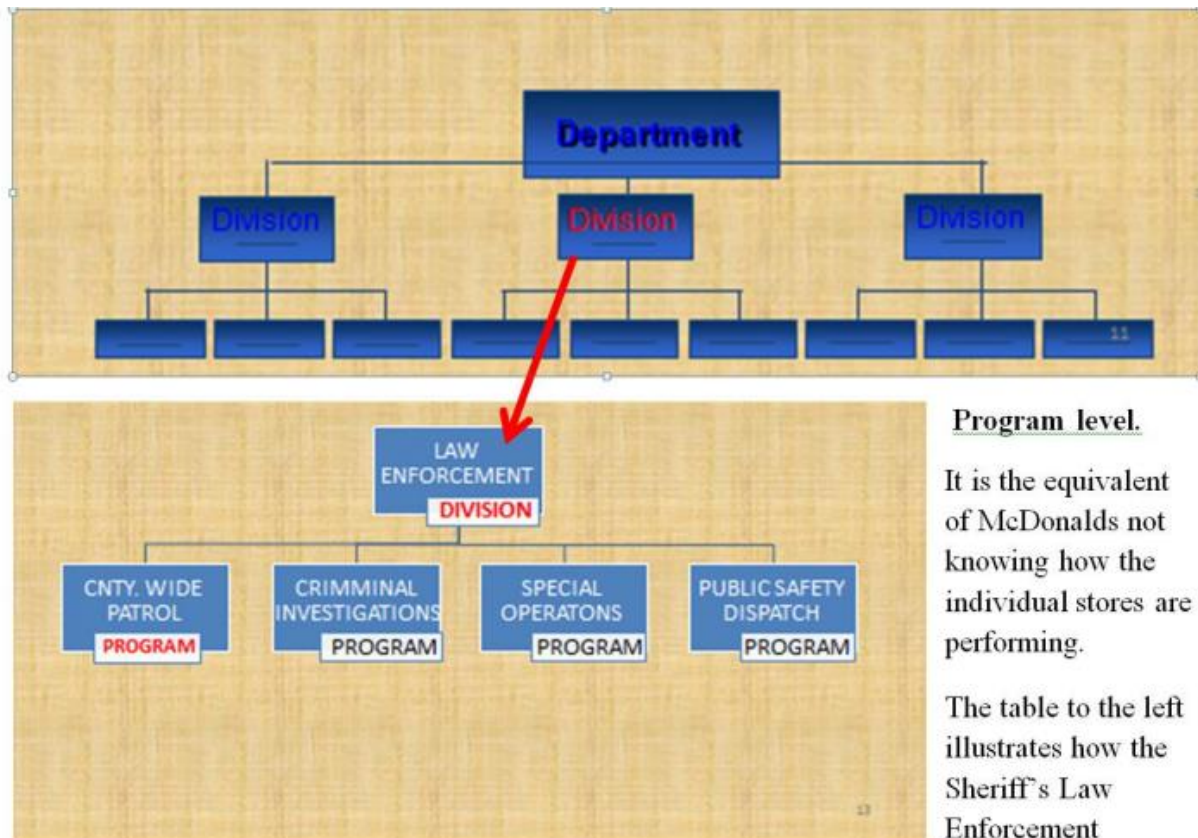 Department
Division Division Division
11
LAW
ENFORCEMENT
DIVISION
CNTY. WIDE
PATROL
PROGRAM
CRIMMINAL
INVESTIGATIONS
PROGRAM
SPECIAL
OPERATONS
PROGRAM
PUBLIC SAFETY
DISPATCH
PROGRAM
13
Program level.
It is the equivalent
of McDonalds not
knowing how the
individual stores are
performing.
The table to the left
illustrates how the
Sheriff's Law
Enforcement